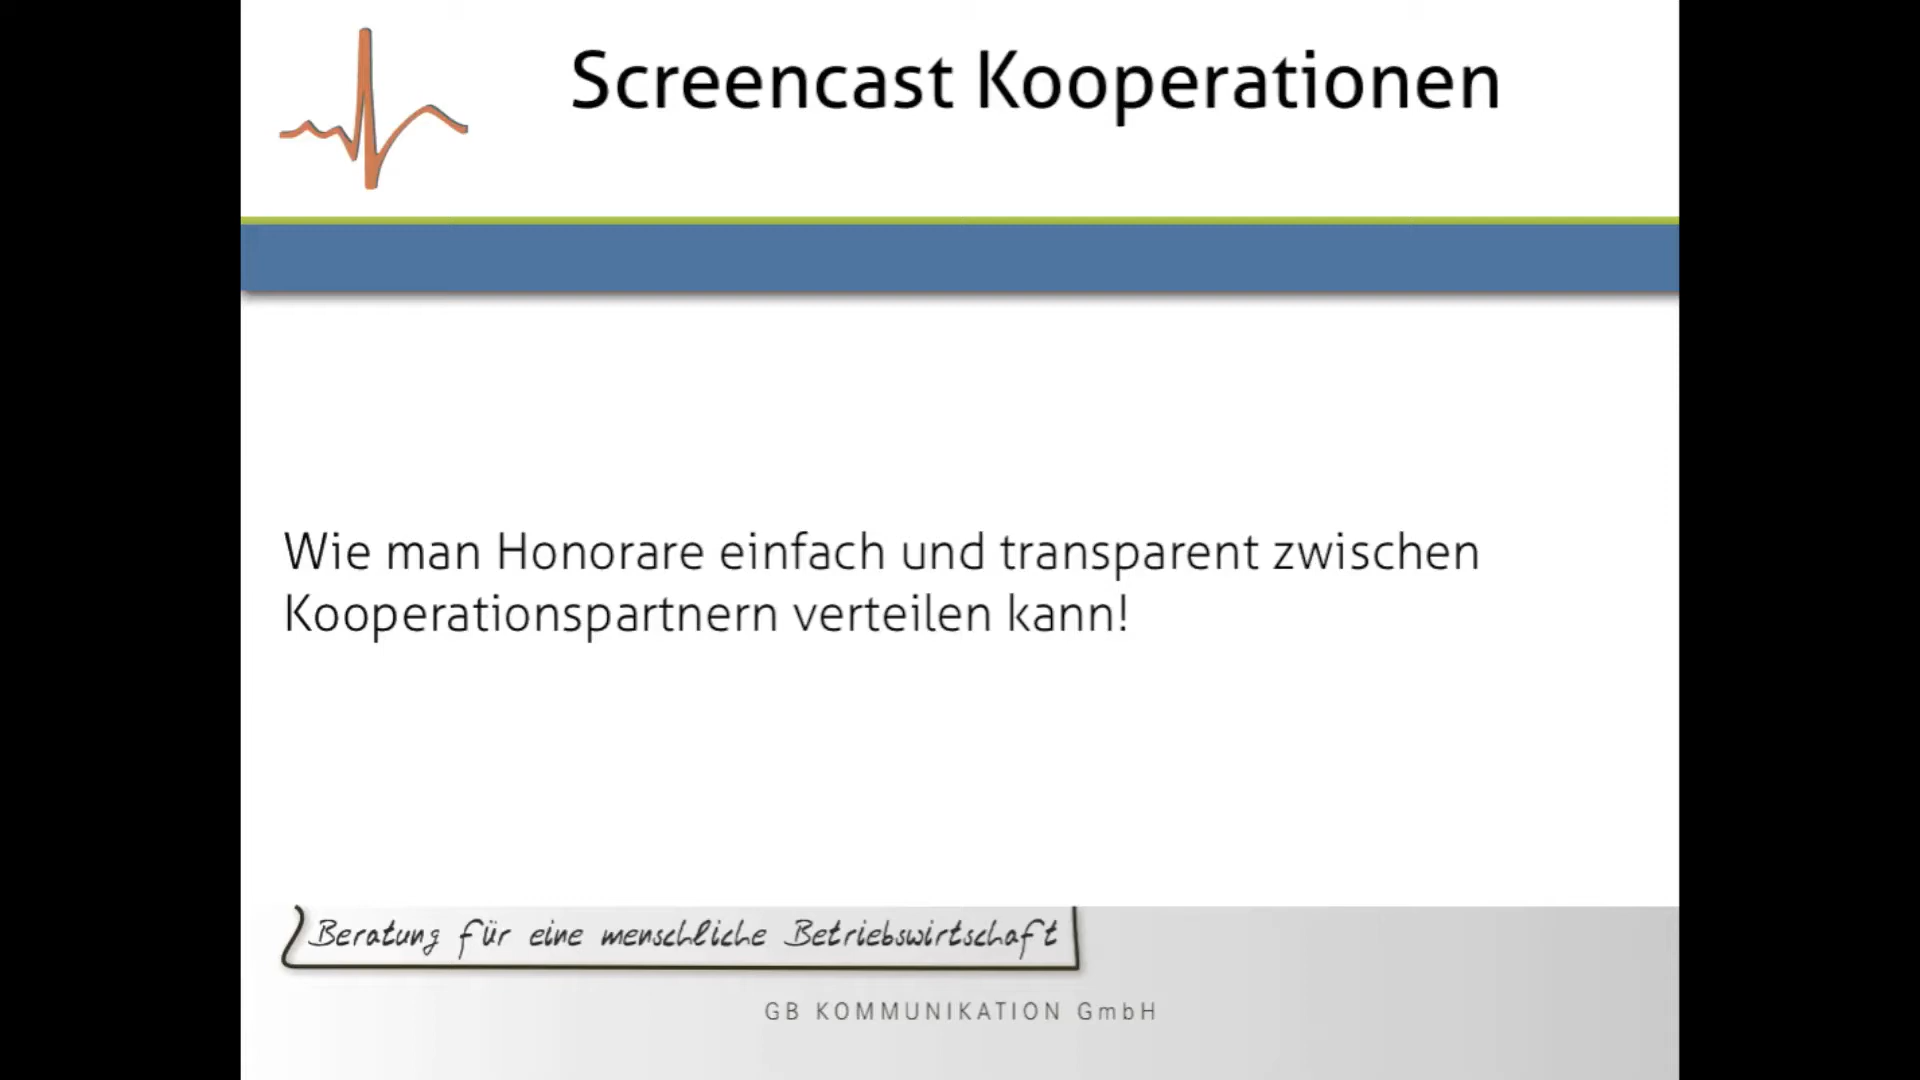 Screencast Kooperationen
Wie man Honorare einfach und transparent zwischen
Kooperationspartnern verteilen kann!
Beratung für eine menschliche Betriebswirtschaft
GB KOMMUNIKATION GmbH